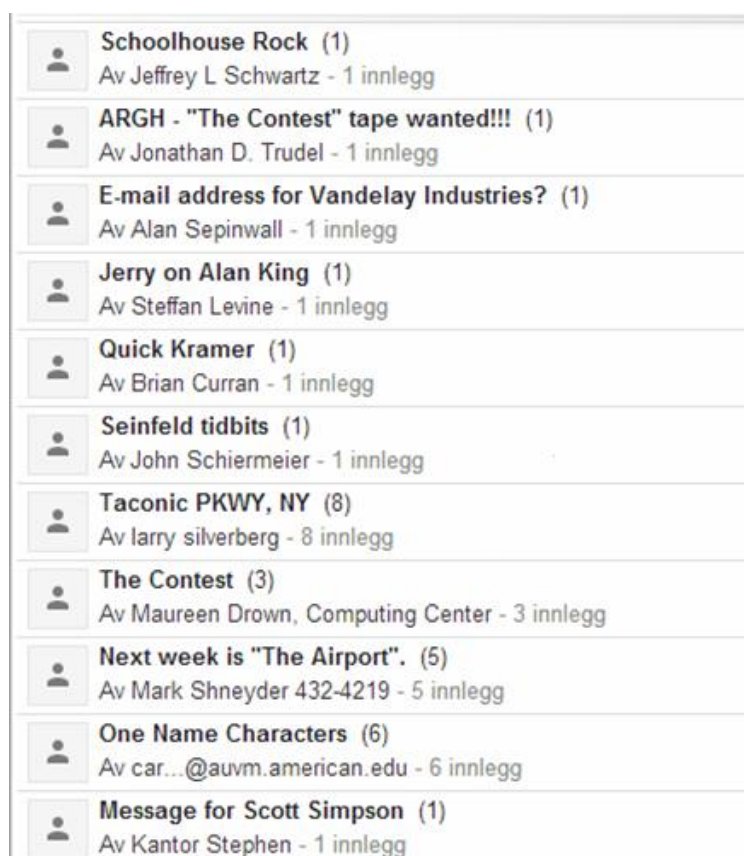 Schoolhouse Rock (1)
Av Jeffrey L Schwartz - 1 innlegg
ARGH - "The Contest" tape wanted!!! (1)
Av Jonathan D. Trudel - 1 innlegg
E-mail address for Vandelay Industries? (1)
Av Alan Sepinwall - 1 innlegg
Jerry on Alan King (1)
Av Steffan Levine - 1 innlegg
Quick Kramer (1)
Av Brian Curran - 1 innlegg
Seinfeld tidbits (1)
Av John Schiermeier - 1 innlegg
Taconic PKWY, NY (8)
Av larry silverberg - 8 innlegg
The Contest (3)
Av Maureen Drown, Computing Center - 3 innlegg
Next week is "The Airport". (5)
Av Mark Shneyder 432-4219 - 5 innlegg
One Name Characters (6)
Av car...@auvm.american.edu - 6 innlegg
Message for Scott Simpson (1)
Av Kantor Stephen - 1 innlegg